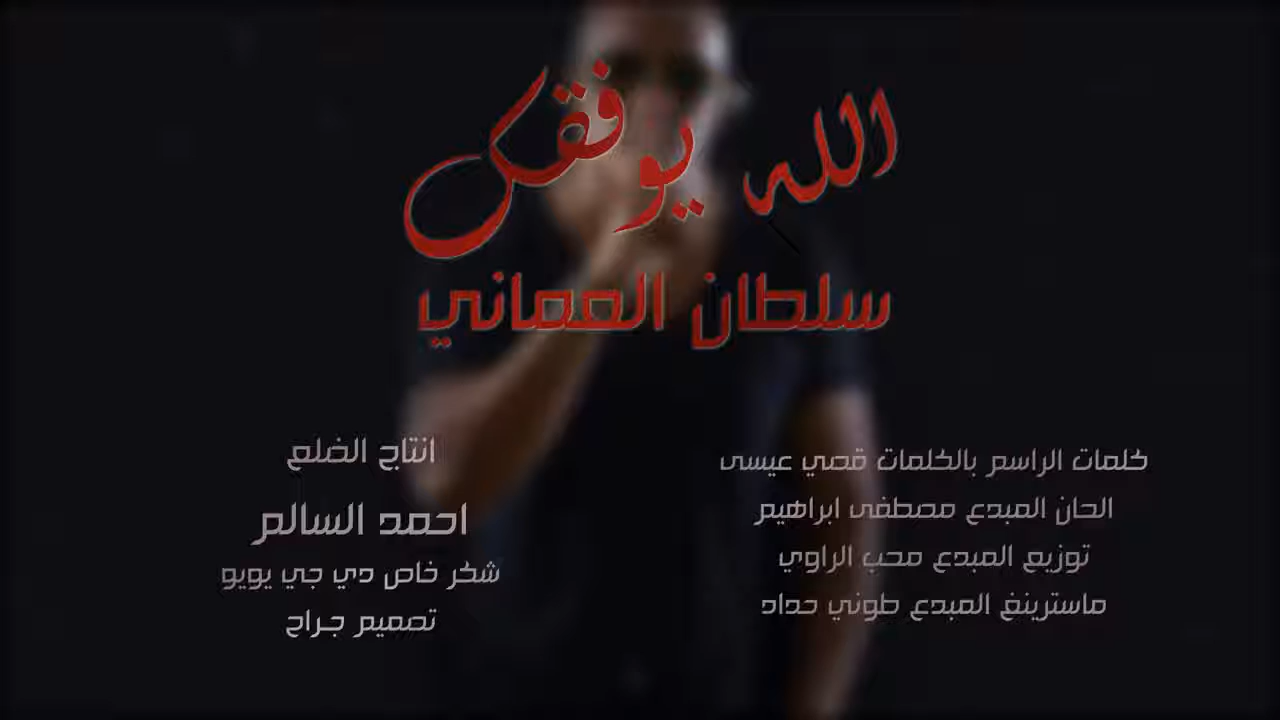 الله يوفقك
سلطان العماني
كلمات الراسم بالكلمات قصي عيسى
الحان المبدع مصطفى ابراهيم
توزيع المبدع محب الراوي
ماسترينغ المبدع طوني حداد
انتاج الضلع
احمد السالم
شكر خاص دي جي يويو
تصميم جراح